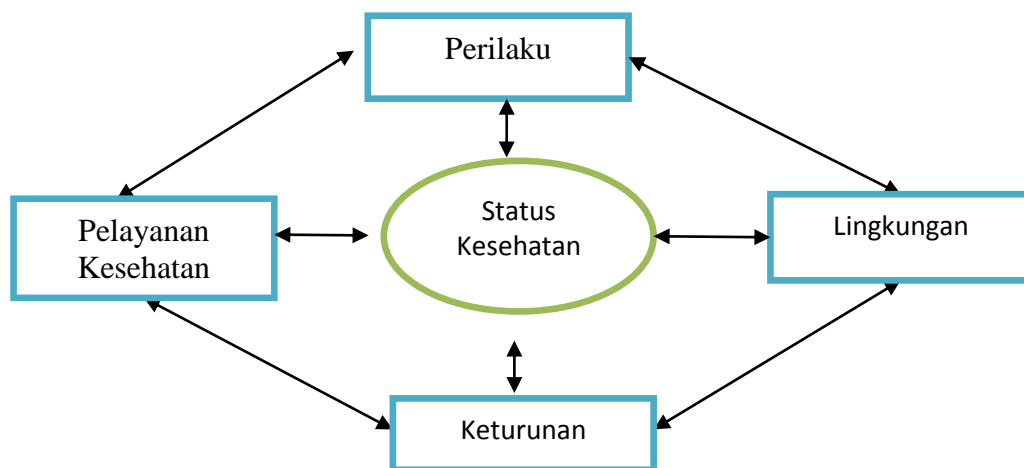 Perilaku
Pelayanan
Kesehatan
Status
Kesehatan
Lingkungan
Keturunan